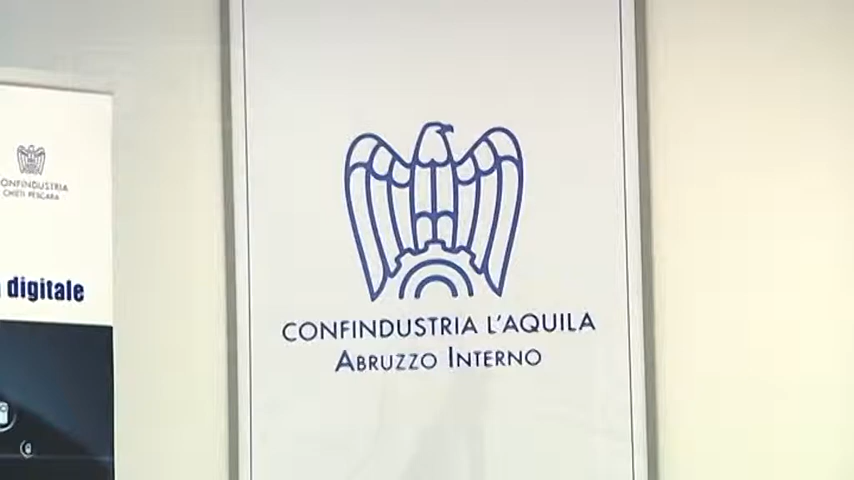 CONFINDUSTRIA
CHIETI PESCARA
digitale
CONFINDUSTRIA L'AQUILA
ABRUZZO INTERNO